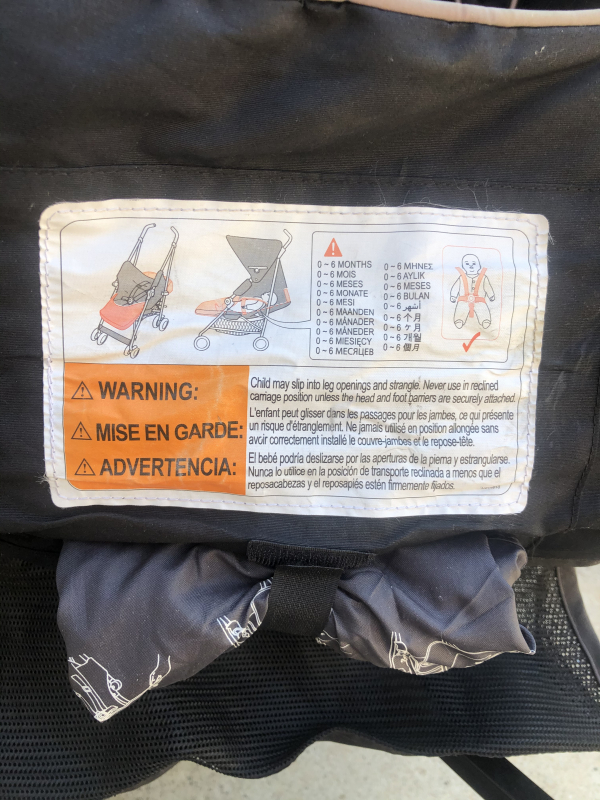 0 ~ 6 MONTHS
0 ~ 6 MOIS
0 ~ 6 MESES
0 ~ 6 MONATE
0 ~ 6 MESI
0 ~ 6 MAANDEN
0 ~ 6 MÅNADER
0 ~ 6 MÅNEDER
0 ~ 6 MIESIĘCY
0 ~ 6 МЕСЯЦЕВ
0 ~ 6 ΜΗΝΕΣ
0 ~ 6 AYLIK
0 ~ 6 MESES
0 ~ 6 BULAN
0 ~ 6 أشهر
0 ~ 6 个月
0 ~ 6 ヶ月
0 ~ 6 개월
0 ~ 6 個月
WARNING:
Child may slip into leg openings and strangle. Never use in reclined
carriage position unless the head and foot barriers are securely attached.
MISE EN GARDE:
L'enfant peut glisser dans les passages pour les jambes, ce qui présente
un risque d'étranglement. Ne jamais utilisé en position allongée sans
avoir correctement installé le couvre-jambes et le repose-tête.
ADVERTENCIA:
El bebé podría deslizarse por las aperturas de la pierna y estrangularse.
Nunca lo utilice en la posición de transporte reclinada a menos que el
reposacabezas y el reposapiés estén firmemente fijados.